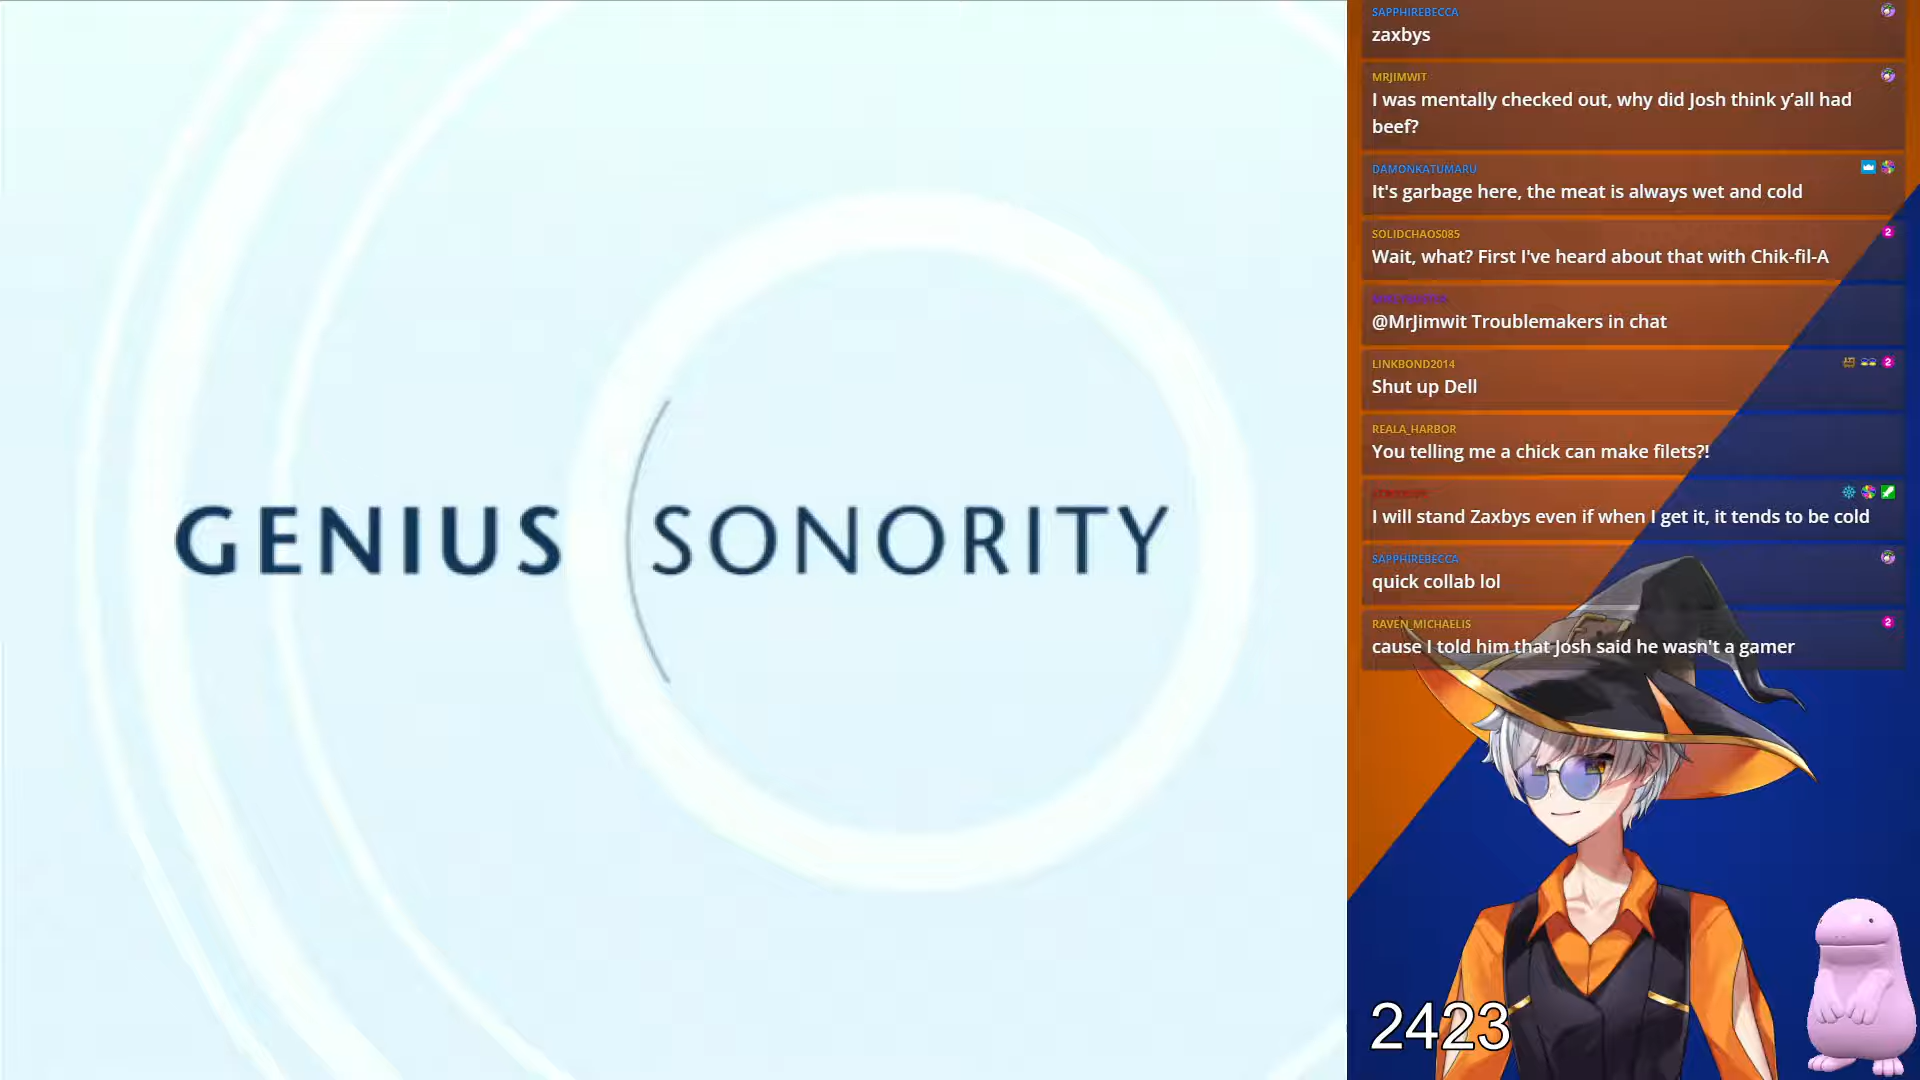 GENIUS SONORITY
SAPPHIREBECCA
zaxbys
MRJIMWIT
I was mentally checked out, why did Josh think y’all had
beef?
DAMONKATUMARU
It's garbage here, the meat is always wet and cold
SOLIDCHAOS085
Wait, what? First I've heard about that with Chik-fil-A
@MrJimwit Troublemakers in chat
LINKBOND2014
Shut up Dell
REALA_HARBOR
You telling me a chick can make filets?!
I will stand Zaxbys even if when I get it, it tends to be cold
SAPPHIREBECCA
quick collab lol
RAVEN_MICHAELIS
cause I told him that Josh said he wasn't a gamer
2423